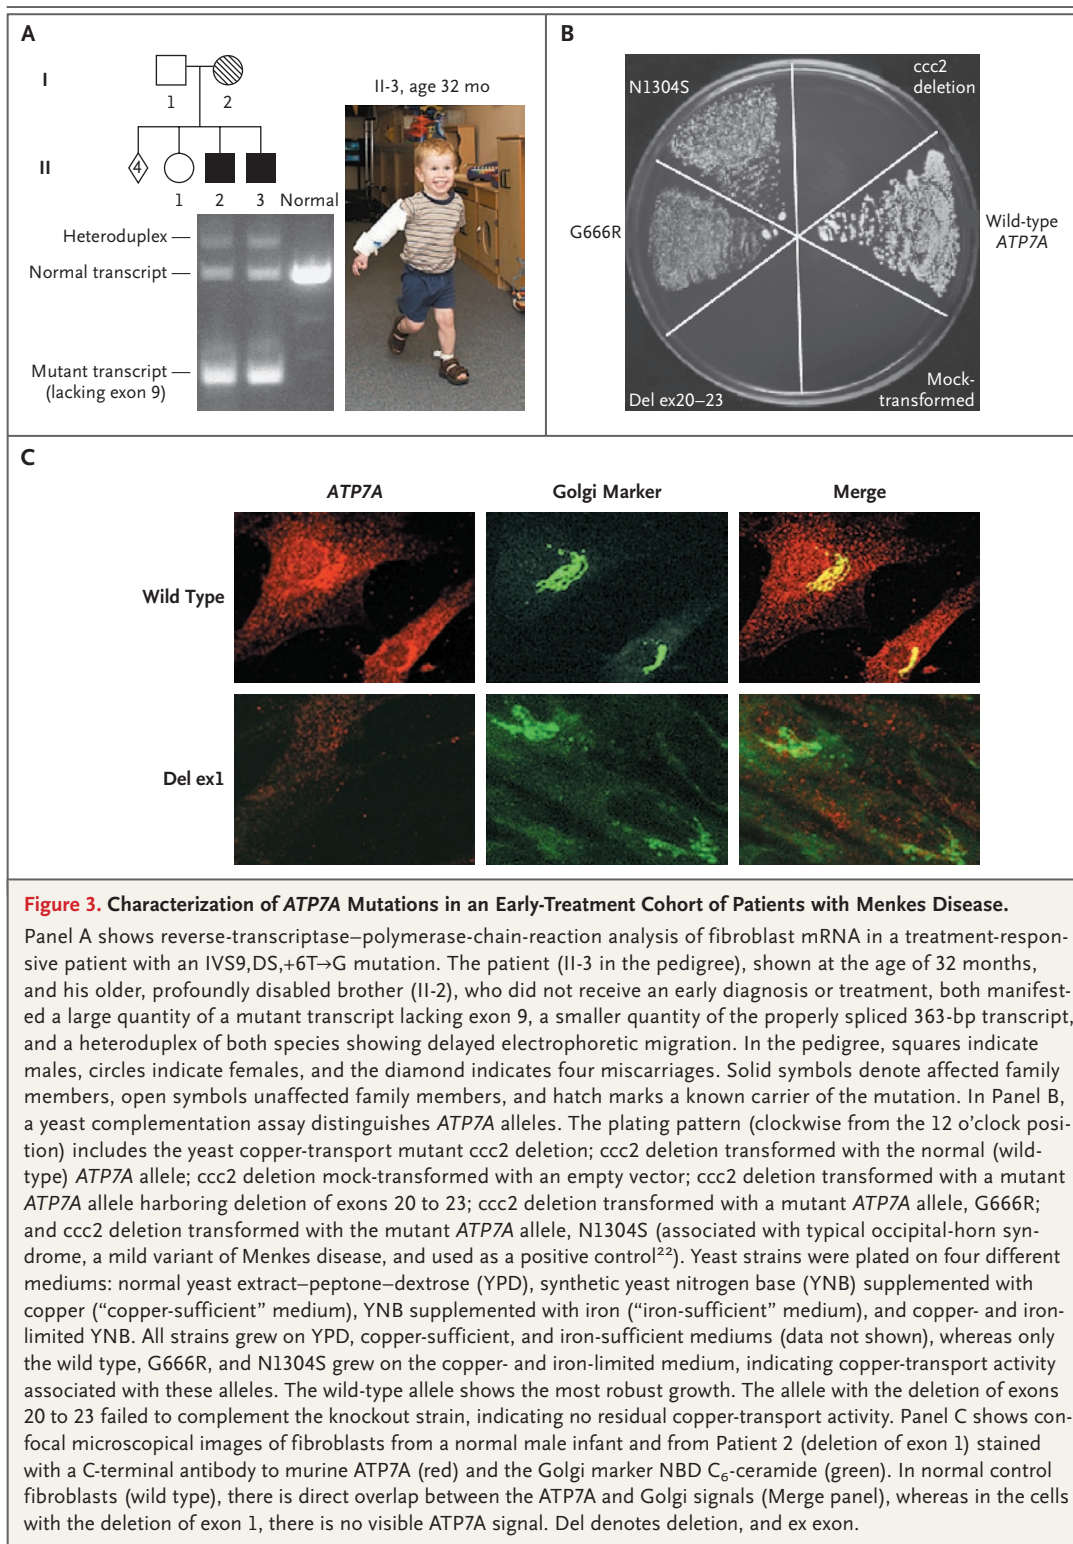 A
I
1
2
II-3, age 32 mo
II
4
1
2
3
Normal
Heteroduplex
Normal transcript
Mutant transcript
(lacking exon 9)
B
N1304S
ccc2
deletion
G666R
Wild-type
ATP7A
Del ex20–23
Mock-
transformed
C
ATP7A
Golgi Marker
Merge
Wild Type
Del ex1
Figure 3. Characterization of ATP7A Mutations in an Early-Treatment Cohort of Patients with Menkes Disease.
Panel A shows reverse-transcriptase–polymerase-chain-reaction analysis of fibroblast mRNA in a treatment-respon-
sive patient with an IVS9,DS,+6T→G mutation. The patient (II-3 in the pedigree), shown at the age of 32 months,
and his older, profoundly disabled brother (II-2), who did not receive an early diagnosis or treatment, both manifest-
ed a large quantity of a mutant transcript lacking exon 9, a smaller quantity of the properly spliced 363-bp transcript,
and a heteroduplex of both species showing delayed electrophoretic migration. In the pedigree, squares indicate
males, circles indicate females, and the diamond indicates four miscarriages. Solid symbols denote affected family
members, open symbols unaffected family members, and hatch marks a known carrier of the mutation. In Panel B,
a yeast complementation assay distinguishes ATP7A alleles. The plating pattern (clockwise from the 12 o'clock posi-
tion) includes the yeast copper-transport mutant ccc2 deletion; ccc2 deletion transformed with the normal (wild-
type) ATP7A allele; ccc2 deletion mock-transformed with an empty vector; ccc2 deletion transformed with a mutant
ATP7A allele harboring deletion of exons 20 to 23; ccc2 deletion transformed with a mutant ATP7A allele, G666R;
and ccc2 deletion transformed with the mutant ATP7A allele, N1304S (associated with typical occipital-horn syn-
drome, a mild variant of Menkes disease, and used as a positive control²²). Yeast strains were plated on four different
mediums: normal yeast extract–peptone–dextrose (YPD), synthetic yeast nitrogen base (YNB) supplemented with
copper (“copper-sufficient” medium), YNB supplemented with iron (“iron-sufficient” medium), and copper- and iron-
limited YNB. All strains grew on YPD, copper-sufficient, and iron-sufficient mediums (data not shown), whereas only
the wild type, G666R, and N1304S grew on the copper- and iron-limited medium, indicating copper-transport activity
associated with these alleles. The wild-type allele shows the most robust growth. The allele with the deletion of exons
20 to 23 failed to complement the knockout strain, indicating no residual copper-transport activity. Panel C shows con-
focal microscopical images of fibroblasts from a normal male infant and from Patient 2 (deletion of exon 1) stained
with a C-terminal antibody to murine ATP7A (red) and the Golgi marker NBD C₆-ceramide (green). In normal control
fibroblasts (wild type), there is direct overlap between the ATP7A and Golgi signals (Merge panel), whereas in the cells
with the deletion of exon 1, there is no visible ATP7A signal. Del denotes deletion, and ex exon.